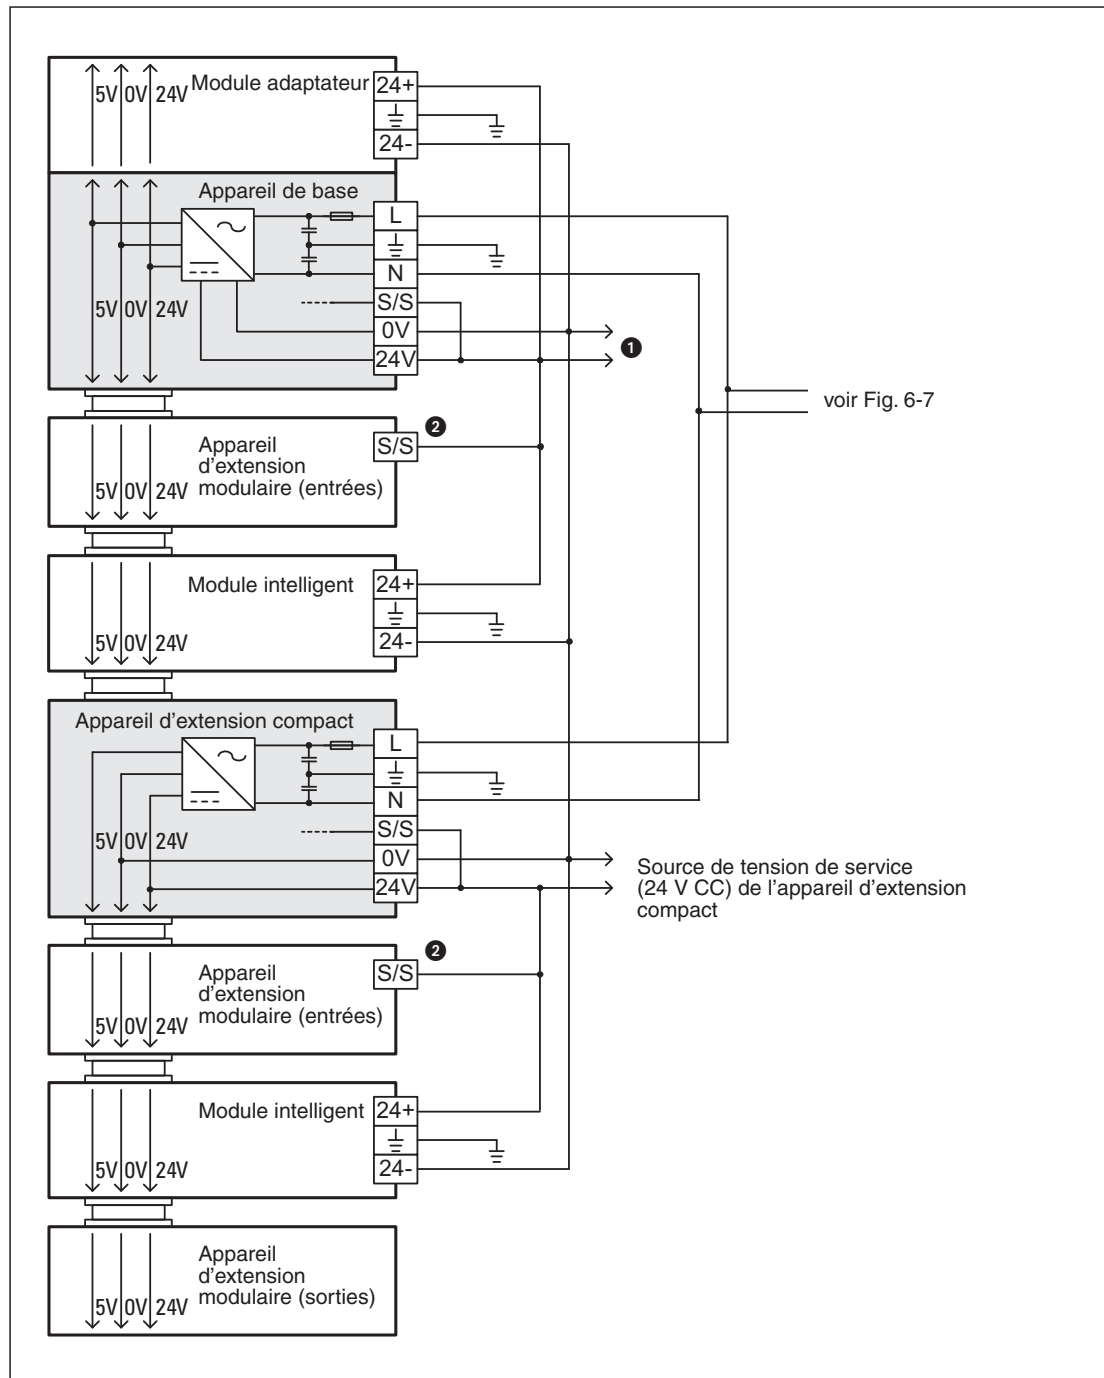 Module adaptateur
5V 0V 24V
24+
24-
Appareil de base
L
N
S/S
0V
24V
5V 0V 24V
❶
voir Fig. 6-7
Appareil
d'extension
modulaire (entrées)
5V 0V 24V
S/S
❷
Module intelligent
5V 0V 24V
24+
24-
Appareil d'extension compact
L
N
S/S
0V
24V
5V 0V 24V
Source de tension de service
(24 V CC) de l'appareil d'extension
compact
Appareil
d'extension
modulaire (entrées)
5V 0V 24V
S/S
❷
Module intelligent
5V 0V 24V
24+
24-
Appareil
d'extension
modulaire (sorties)
5V 0V 24V